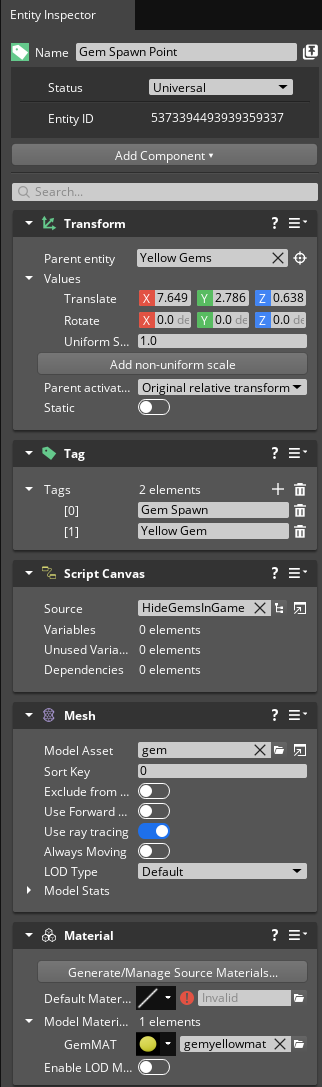 Entity Inspector
Name Gem Spawn Point
Status Universal
Entity ID 5373394493939359337
Add Component
Search...
Transform ?
Parent entity Yellow Gems
Values
Translate X 7.649 Y 2.786 Z 0.638
Rotate X 0.0 de Y 0.0 de Z 0.0 de
Uniform S... 1.0
Add non-uniform scale
Parent activat... Original relative transform
Static
Tag ?
Tags 2 elements
[0] Gem Spawn
[1] Yellow Gem
Script Canvas ?
Source HideGemsInGame
Variables 0 elements
Unused Varia... 0 elements
Dependencies 0 elements
Mesh ?
Model Asset gem
Sort Key 0
Exclude from ...
Use Forward ...
Use ray tracing
Always Moving
LOD Type Default
Model Stats
Material ?
Generate/Manage Source Materials...
Default Mater... Invalid
Model Materi... 1 elements
GemMAT gemyellowmat
Enable LOD M...